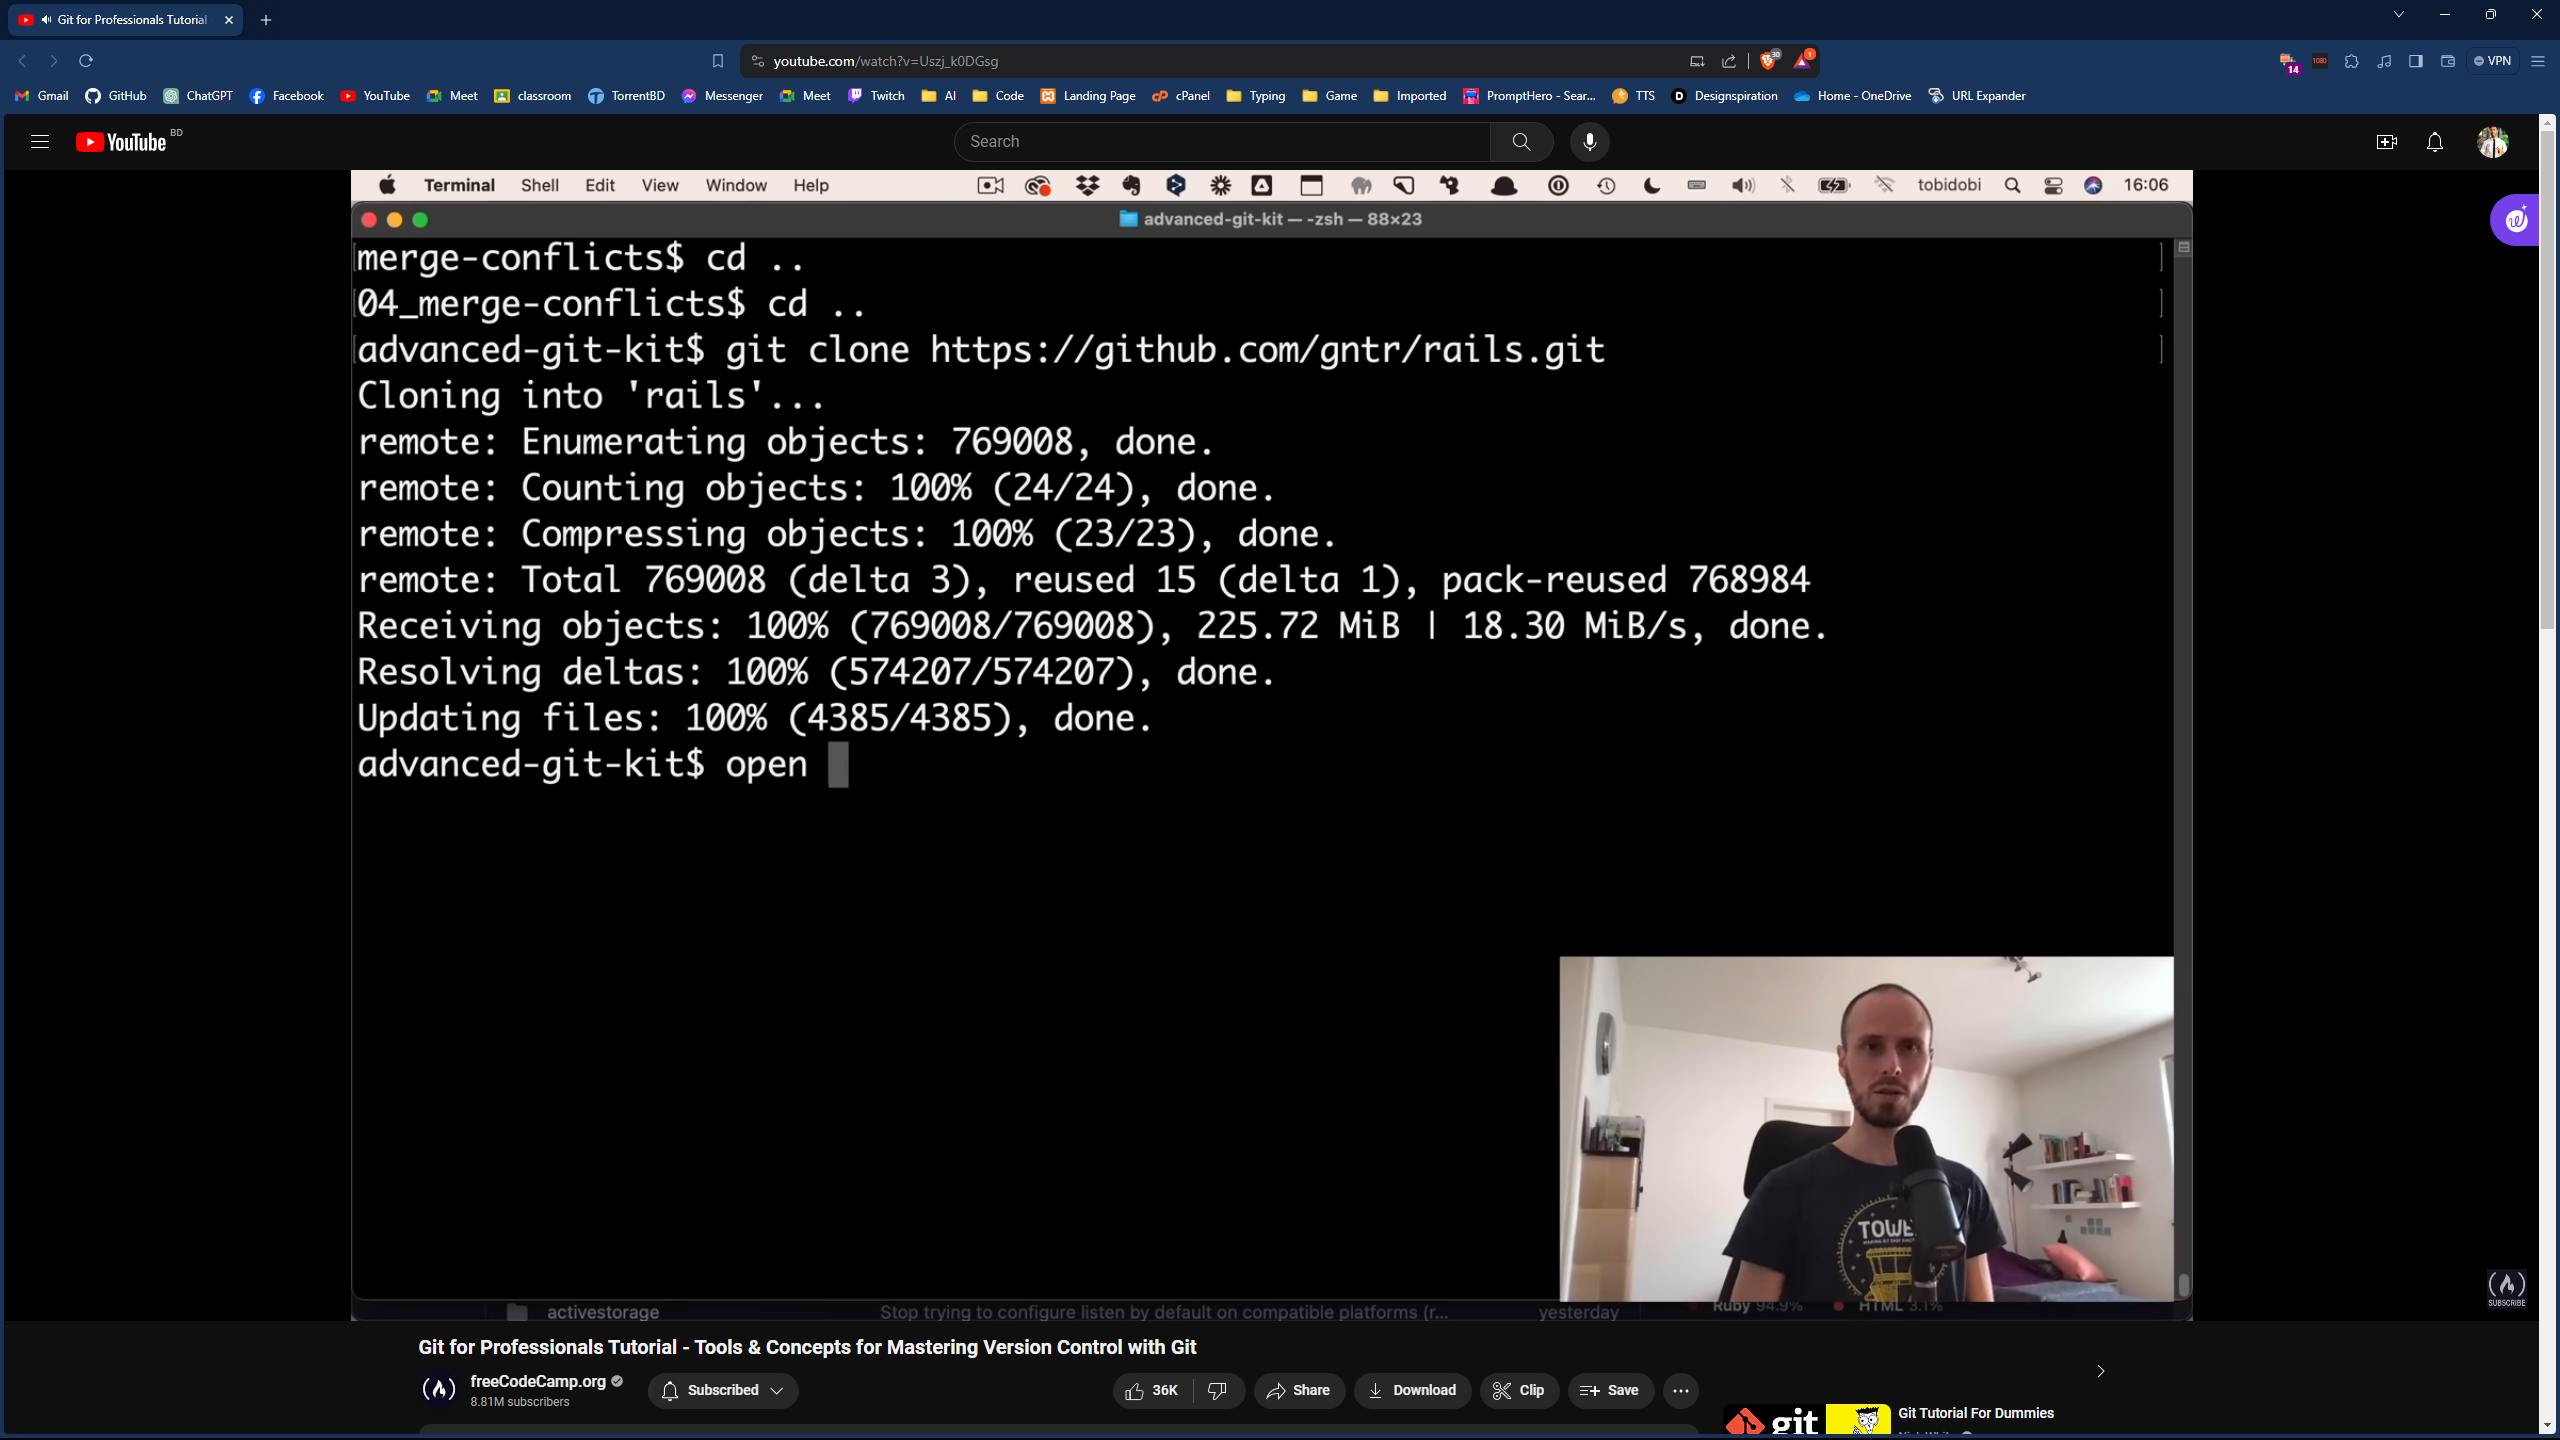 Git for Professionals Tutorial
youtube.com/watch?v=Uszj_k0DGsg
30
1
14
1080
VPN
Gmail GitHub ChatGPT Facebook YouTube Meet classroom TorrentBD Messenger Meet Twitch AI Code Landing Page cPanel Typing Game Imported PromptHero - Sear... TTS Designspiration Home - OneDrive URL Expander
YouTube BD
Search
Terminal Shell Edit View Window Help tobidobi 16:06
advanced-git-kit — -zsh — 88×23
merge-conflicts$ cd ..
04_merge-conflicts$ cd ..
advanced-git-kit$ git clone https://github.com/gntr/rails.git
Cloning into 'rails'...
remote: Enumerating objects: 769008, done.
remote: Counting objects: 100% (24/24), done.
remote: Compressing objects: 100% (23/23), done.
remote: Total 769008 (delta 3), reused 15 (delta 1), pack-reused 768984
Receiving objects: 100% (769008/769008), 225.72 MiB | 18.30 MiB/s, done.
Resolving deltas: 100% (574207/574207), done.
Updating files: 100% (4385/4385), done.
advanced-git-kit$ open
TOWE
SUBSCRIBE
activestorage Stop trying to configure listen by default on compatible platforms (r... yesterday Ruby 94.9% HTML 3.1%
Git for Professionals Tutorial - Tools & Concepts for Mastering Version Control with Git
freeCodeCamp.org
8.81M subscribers
Subscribed
36K
Share
Download
Clip
Save
git
Git Tutorial For Dummies